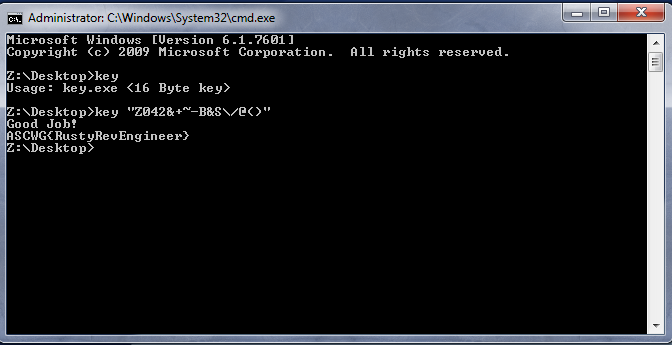 Administrator: C:\Windows\System32\cmd.exe
Microsoft Windows [Version 6.1.7601]
Copyright (c) 2009 Microsoft Corporation.  All rights reserved.
Z:\Desktop>key
Usage: key.exe <16 Byte key>
Z:\Desktop>key "Z042&+~-B&S\/@()"
Good Job!
ASCWG{RustyRevEngineer}
Z:\Desktop>